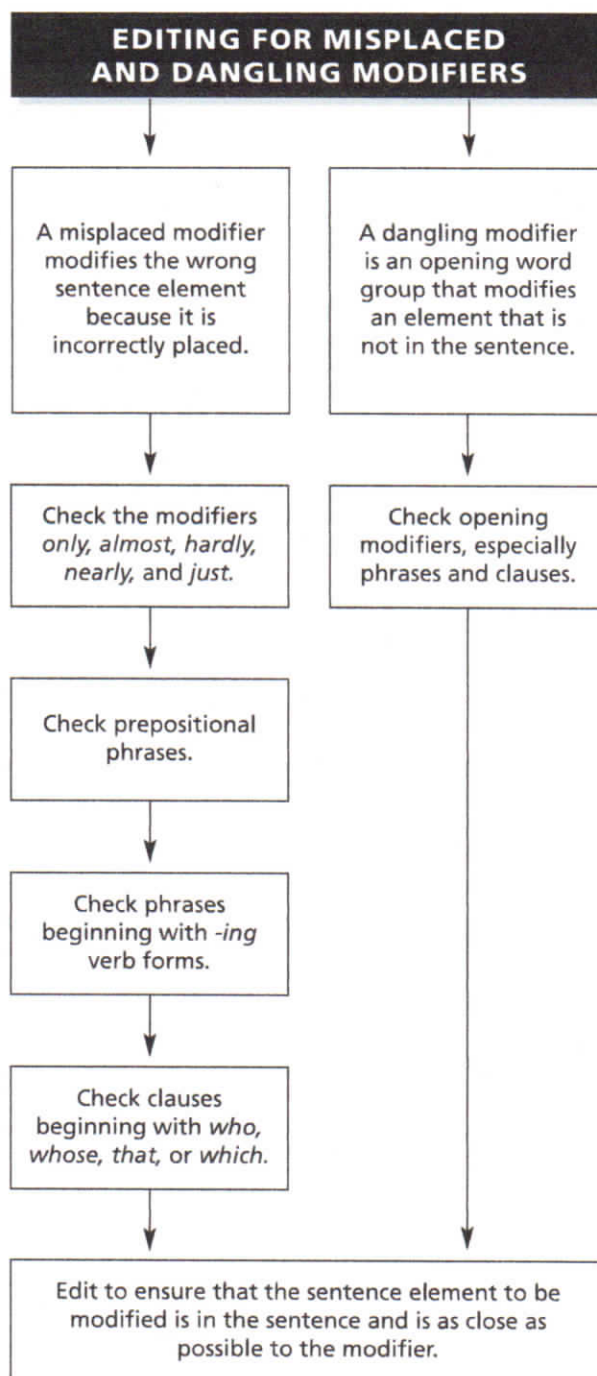 EDITING FOR MISPLACED
AND DANGLING MODIFIERS
A misplaced modifier
modifies the wrong
sentence element
because it is
incorrectly placed.
A dangling modifier
is an opening word
group that modifies
an element that is
not in the sentence.
Check the modifiers
only, almost, hardly,
nearly, and just.
Check opening
modifiers, especially
phrases and clauses.
Check prepositional
phrases.
Check phrases
beginning with -ing
verb forms.
Check clauses
beginning with who,
whose, that, or which.
Edit to ensure that the sentence element to be
modified is in the sentence and is as close as
possible to the modifier.